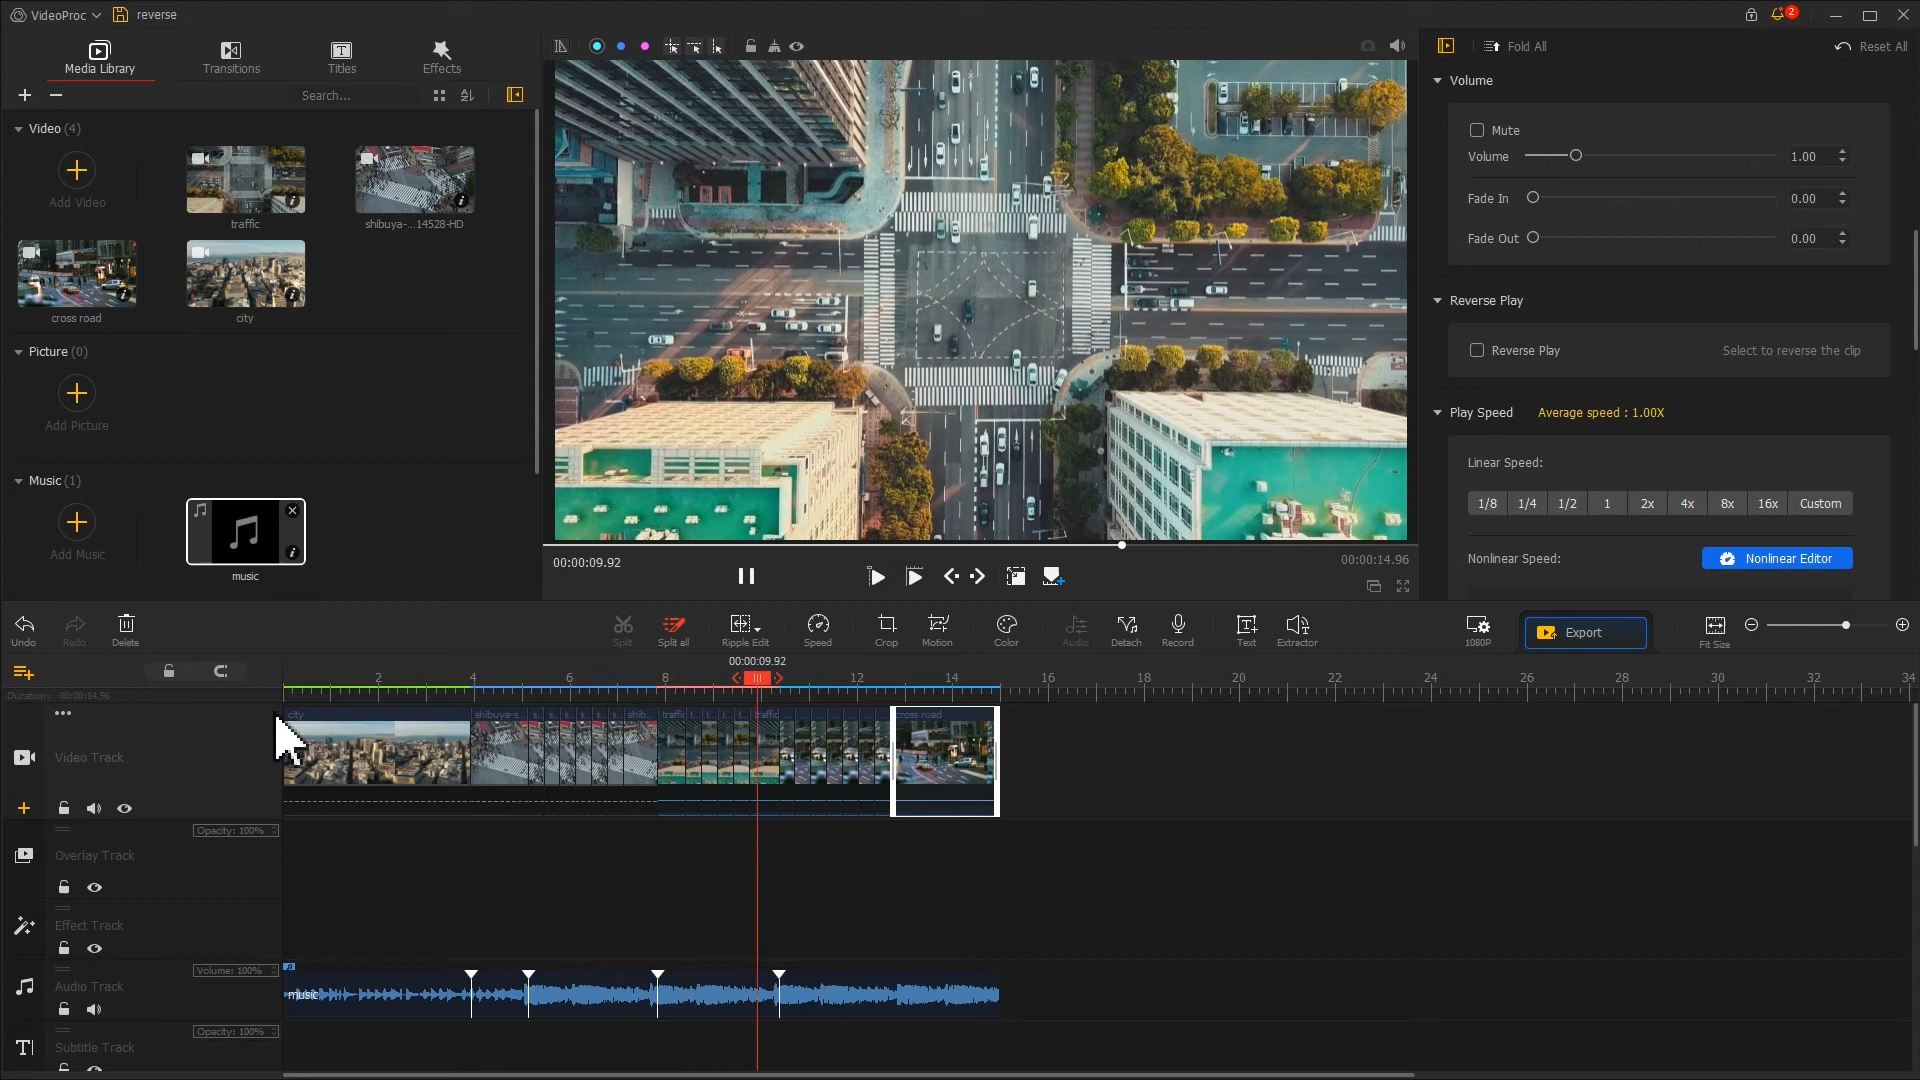 VideoProc
reverse
2
Media Library
Transitions
Titles
Effects
Search...
Video (4)
Add Video
traffic
shibuya-...14528-HD
cross road
city
Picture (0)
Add Picture
Music (1)
Add Music
music
00:00:09.92
00:00:14.96
Fold All
Reset All
Volume
Mute
Volume
1.00
Fade In
0.00
Fade Out
0.00
Reverse Play
Reverse Play
Select to reverse the clip
Play Speed
Average speed : 1.00X
Linear Speed:
1/8
1/4
1/2
1
2x
4x
8x
16x
Custom
Nonlinear Speed:
Nonlinear Editor
Undo
Redo
Delete
Split
Split all
Ripple Edit
Speed
Crop
Motion
Color
Audio
Detach
Record
Text
Extractor
1080P
Export
Fit Size
00:00:09.92
2
4
6
8
12
14
16
18
20
22
24
26
28
30
32
34
Duration: 00:00:14.96
city
shibuya-s...
s...
s...
s...
s...
s...
shib...
traffic
t...
t...
t...
t...
traffic
cross road
Video Track
Opacity: 100%
Overlay Track
Effect Track
Volume: 100%
Audio Track
music
Opacity: 100%
Subtitle Track